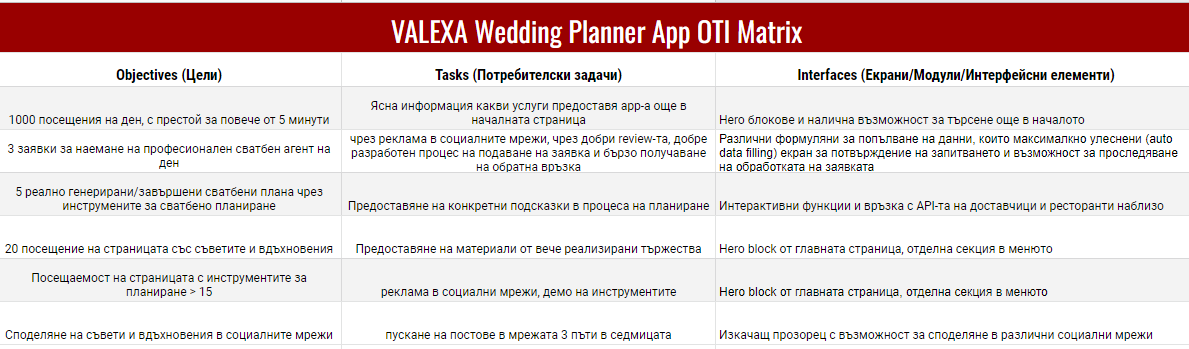 VALEXA Wedding Planner App OTI Matrix
Objectives (Цели)
Tasks (Потребителски задачи)
Interfaces (Екрани/Модули/Интерфейсни елементи)
1000 посещения на ден, с престой за повече от 5 минути
Ясна информация какви услуги предоставя app-а още в
началната страница
Hero блокове и налична възможност за търсене още в началото
3 заявки за наемане на професионален сватбен агент на
ден
чрез реклама в социалните мрежи, чрез добри review-та, добре
разработен процес на подаване на заявка и бързо получаване
на обратна връзка
Различни формуляни за попълване на данни, които максимално улеснени (auto
data filling) екран за потвърждение на запитването и възможност за проследяване
на обработката на заявката
5 реално генерирани/завършени сватбени плана чрез
инструмените за сватбено планиране
Предоставяне на конкретни подсказки в процеса на планиране
Интерактивни функции и връзка с API-та на доставчици и ресторанти наблизо
20 посещение на страницата със съветите и вдъхновения
Предоставяне на материали от вече реализирани тържества
Hero block от главната страница, отделна секция в менюто
Посещаемост на страницата с инструментите за
планиране > 15
реклама в социални мрежи, демо на инструментите
Hero block от главната страница, отделна секция в менюто
Споделяне на съвети и вдъхновения в социалните мрежи
пускане на постове в мрежата 3 пъти в седмицата
Изкачащ прозорец с възможност за споделяне в различни социални мрежи